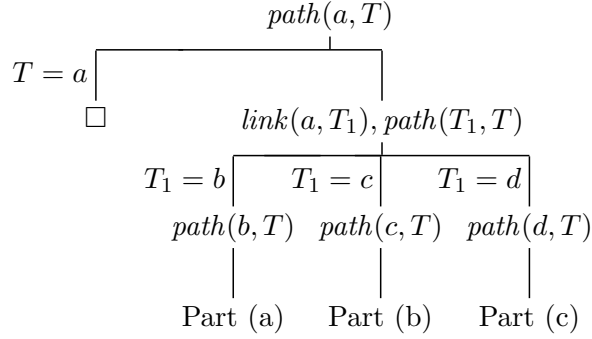 path(a, T)
T = a
□
link(a, T₁), path(T₁, T)
T₁ = b T₁ = c T₁ = d
path(b, T) path(c, T) path(d, T)
Part (a) Part (b) Part (c)